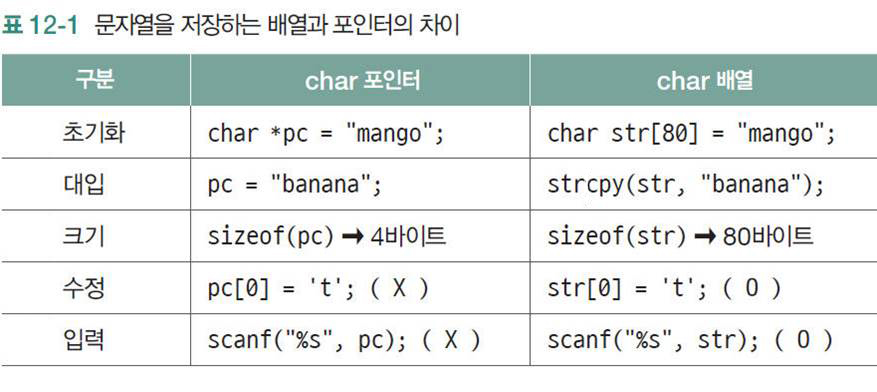 표 12-1 문자열을 저장하는 배열과 포인터의 차이
구분 char 포인터 char 배열
초기화 char *pc = "mango"; char str[80] = "mango";
대입 pc = "banana"; strcpy(str, "banana");
크기 sizeof(pc) ➡ 4바이트 sizeof(str) ➡ 80바이트
수정 pc[0] = 't'; ( X ) str[0] = 't'; ( O )
입력 scanf("%s", pc); ( X ) scanf("%s", str); ( O )